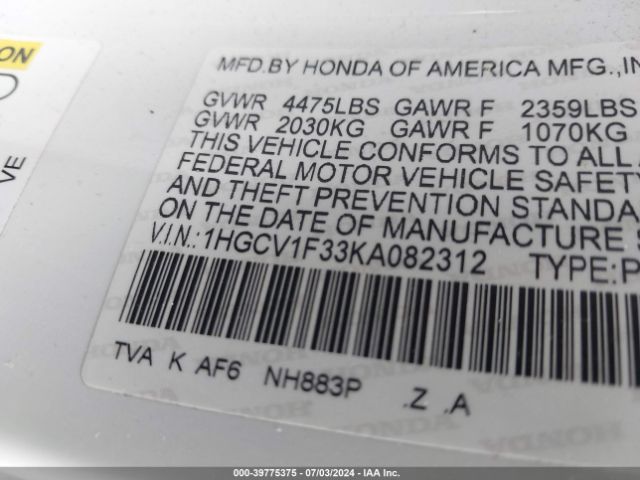 ION
VE
MFD.BY HONDA OF AMERICA MFG.,IN
GVWR 4475LBS GAWR F 2359LBS
GVWR 2030KG GAWR F 1070KG
THIS VEHICLE CONFORMS TO ALL
FEDERAL MOTOR VEHICLE SAFETY
AND THEFT PREVENTION STANDA
ON THE DATE OF MANUFACTURE S
V.I.N.: 1HGCV1F33KA082312 TYPE:P
TVA K AF6 NH883P .Z .A
000-39775375 | 07/03/2024 | IAA Inc.